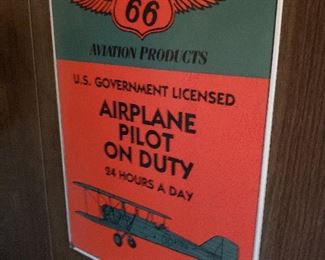 66
AVIATION PRODUCTS
U.S. GOVERNMENT LICENSED
AIRPLANE
PILOT
ON DUTY
24 HOURS A DAY